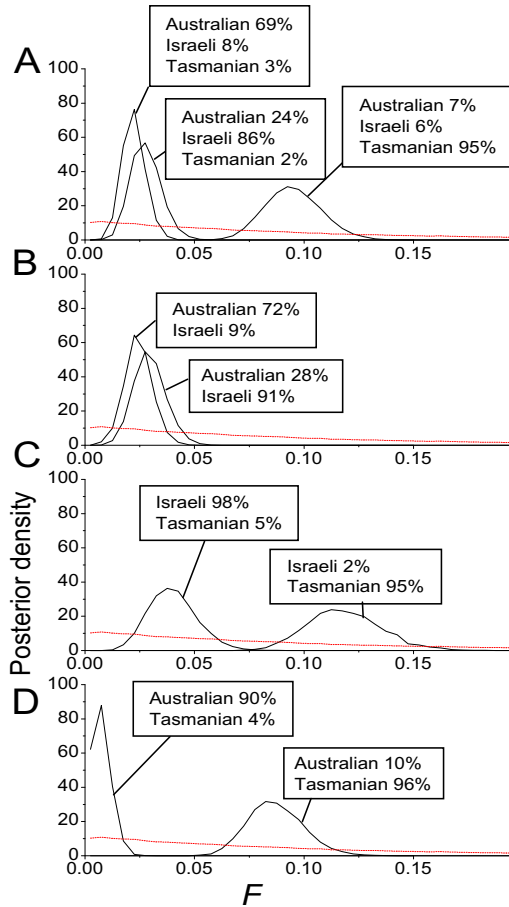 A
Australian 69%
Israeli 8%
Tasmanian 3%
Australian 24%
Israeli 86%
Tasmanian 2%
Australian 7%
Israeli 6%
Tasmanian 95%
100
80
60
40
20
0
0.00
0.05
0.10
0.15
B
Australian 72%
Israeli 9%
Australian 28%
Israeli 91%
100
80
60
40
20
0
0.00
0.05
0.10
0.15
C
Israeli 98%
Tasmanian 5%
Israeli 2%
Tasmanian 95%
100
80
60
40
20
0
0.00
0.05
0.10
0.15
Posterior density
D
Australian 90%
Tasmanian 4%
Australian 10%
Tasmanian 96%
100
80
60
40
20
0
0.00
0.05
0.10
0.15
F